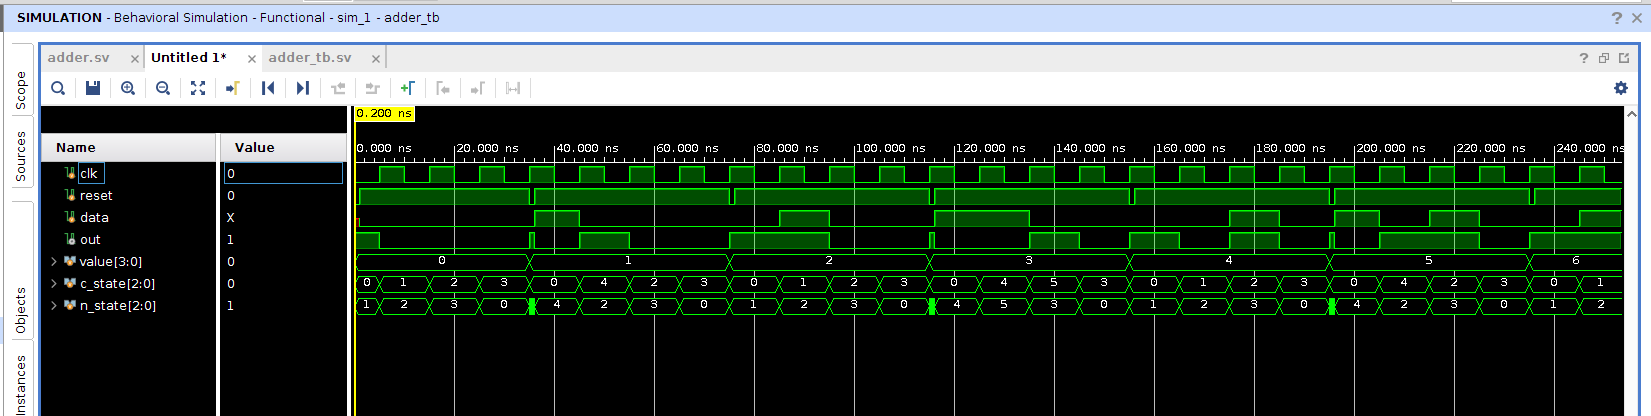 SIMULATION - Behavioral Simulation - Functional - sim_1 - adder_tb
? ×
adder.sv × Untitled 1* × adder_tb.sv ×
?
Scope
Sources
Objects
Instances
0.200 ns
Name Value
0.000 ns 20.000 ns 40.000 ns 60.000 ns 80.000 ns 100.000 ns 120.000 ns 140.000 ns 160.000 ns 180.000 ns 200.000 ns 220.000 ns 240.000 ns
clk 0
reset 0
data X
out 1
value[3:0] 0 0 1 2 3 4 5 6
c_state[2:0] 0 0 1 2 3 0 4 2 3 0 1 2 3 0 4 5 3 0 1 2 3 0 4 2 3 0 1
n_state[2:0] 1 1 2 3 0 4 2 3 0 1 2 3 0 4 5 3 0 1 2 3 0 4 2 3 0 1 2